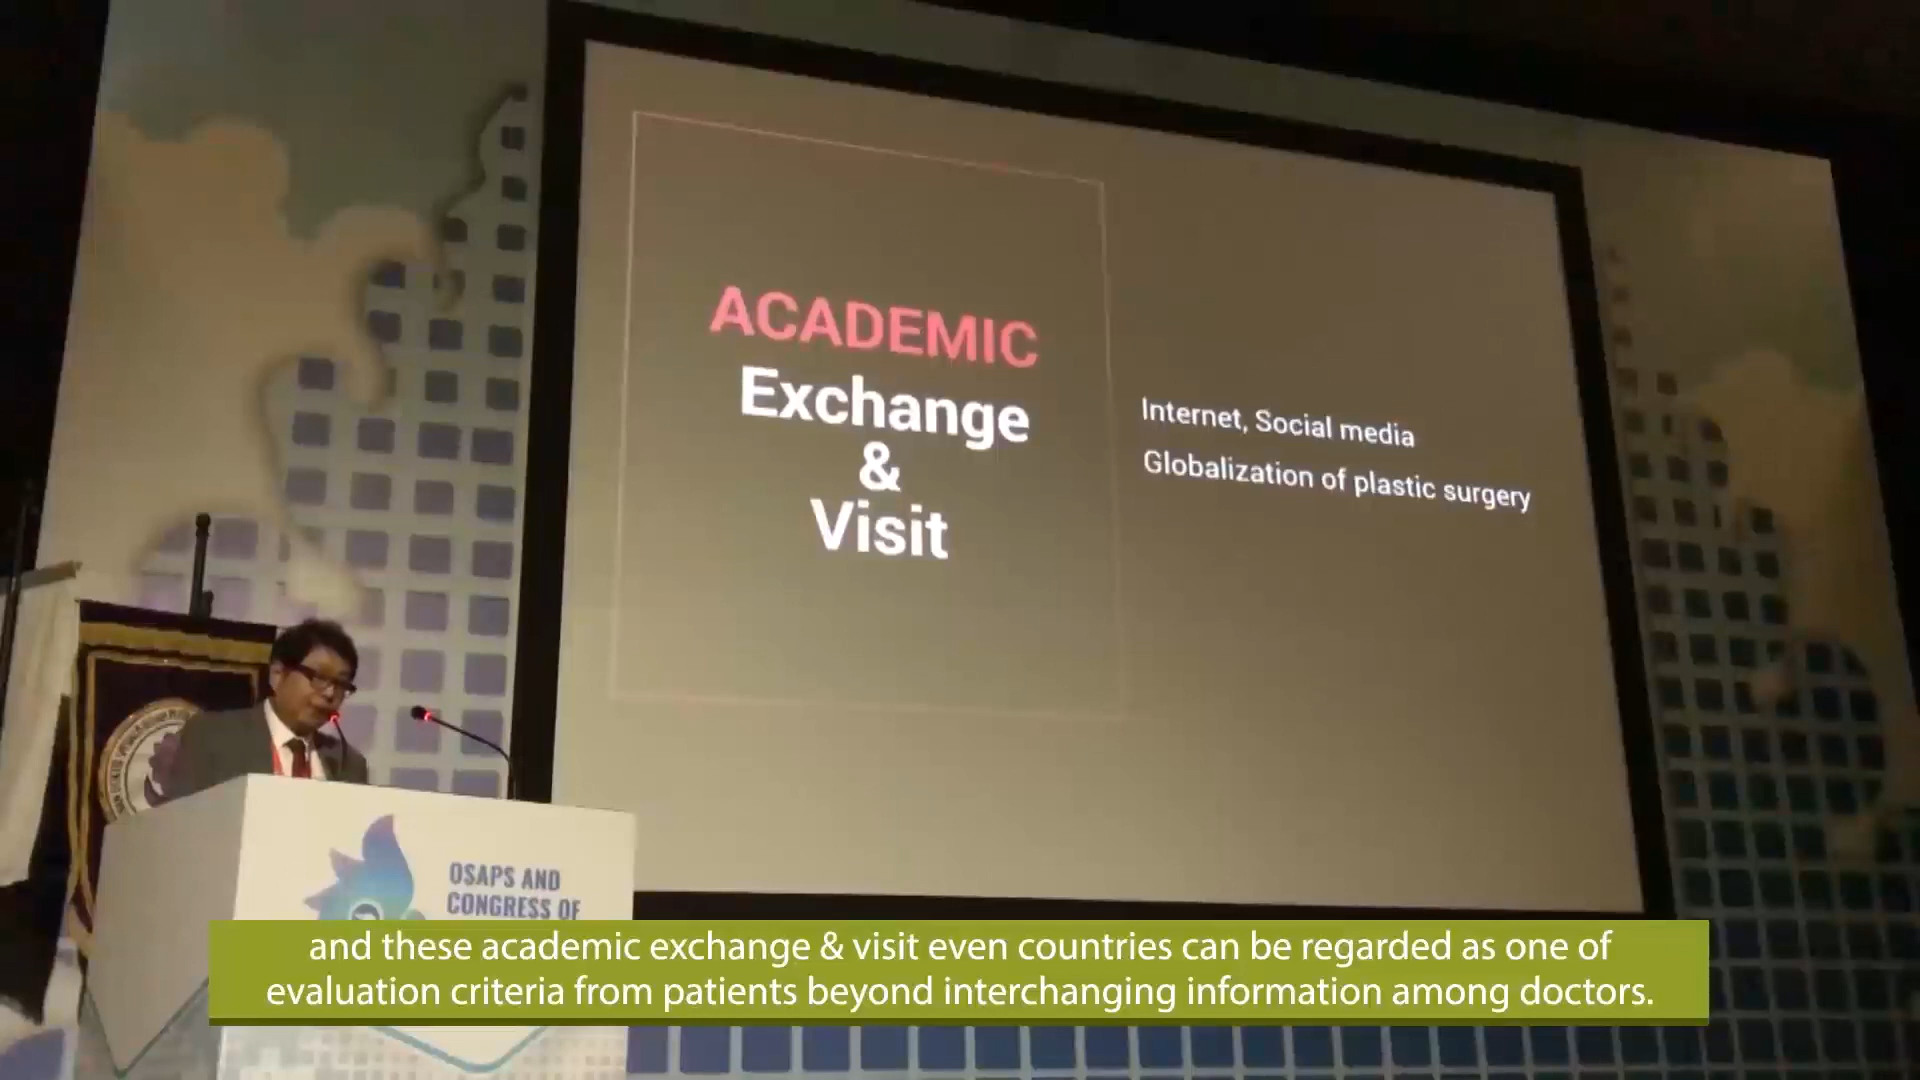 ACADEMIC
Exchange
&
Visit
Internet, Social media
Globalization of plastic surgery
OSAPS AND
CONGRESS OF
and these academic exchange & visit even countries can be regarded as one of
evaluation criteria from patients beyond interchanging information among doctors.